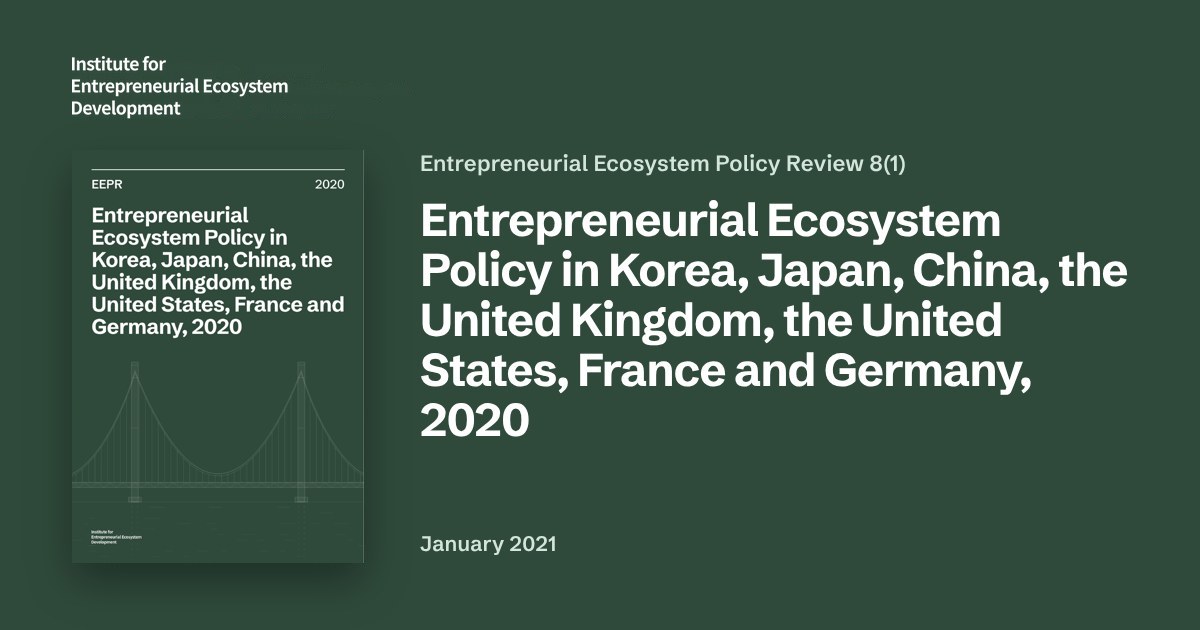 Institute for
Entrepreneurial Ecosystem
Development
EEPR 2020
Entrepreneurial
Ecosystem Policy in
Korea, Japan, China, the
United Kingdom, the
United States, France and
Germany, 2020
Institute for
Entrepreneurial Ecosystem
Development
Entrepreneurial Ecosystem Policy Review 8(1)
Entrepreneurial Ecosystem
Policy in Korea, Japan, China, the
United Kingdom, the United
States, France and Germany,
2020
January 2021